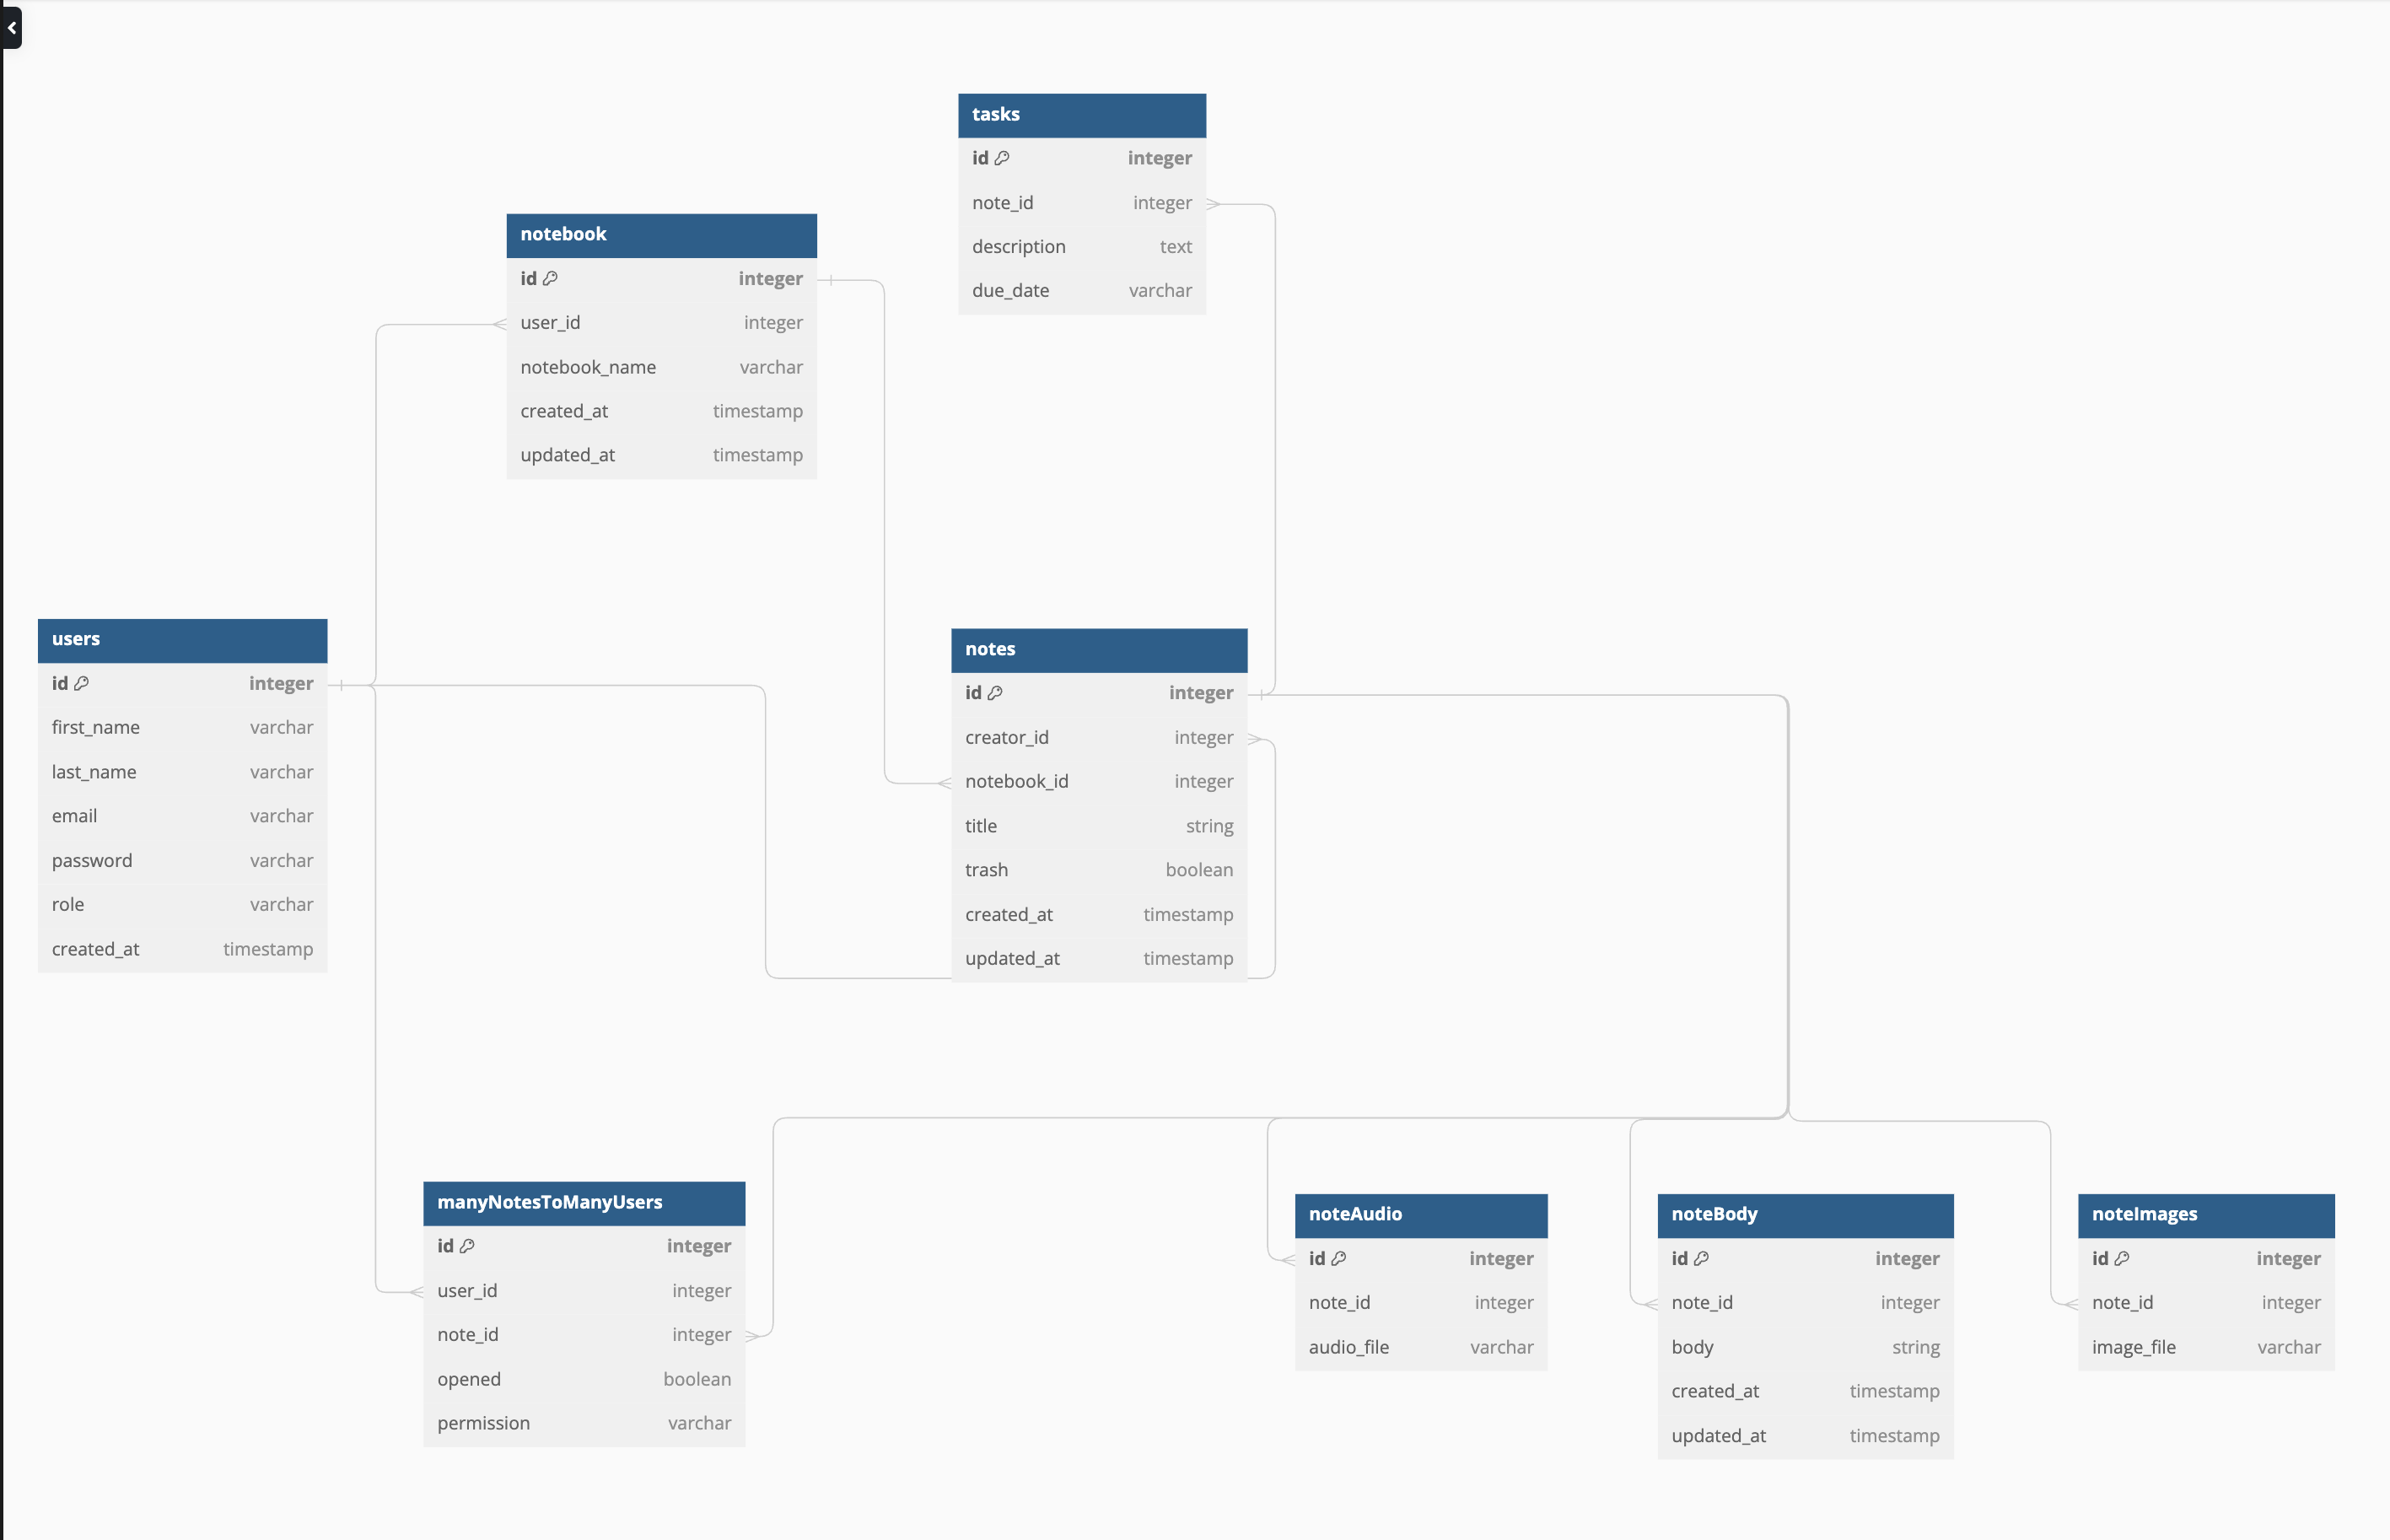 tasks
id integer
note_id integer
description text
due_date varchar
notebook
id integer
user_id integer
notebook_name varchar
created_at timestamp
updated_at timestamp
users
id integer
first_name varchar
last_name varchar
email varchar
password varchar
role varchar
created_at timestamp
notes
id integer
creator_id integer
notebook_id integer
title string
trash boolean
created_at timestamp
updated_at timestamp
manyNotesToManyUsers
id integer
user_id integer
note_id integer
opened boolean
permission varchar
noteAudio
id integer
note_id integer
audio_file varchar
noteBody
id integer
note_id integer
body string
created_at timestamp
updated_at timestamp
noteImages
id integer
note_id integer
image_file varchar